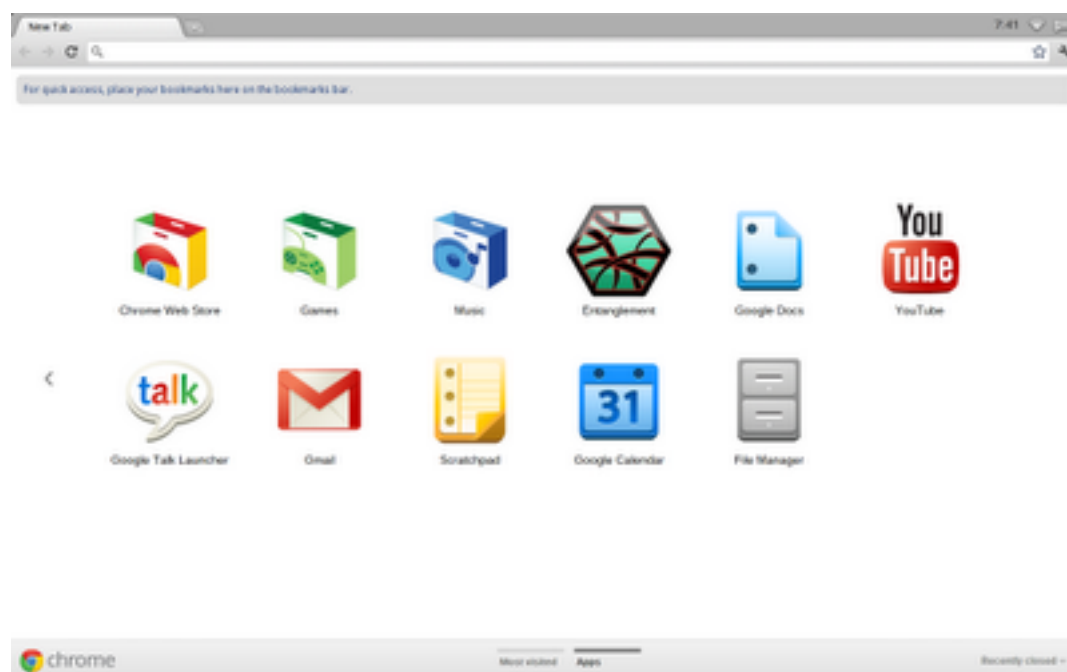 New Tab
7:41
For quick access, place your bookmarks here on the bookmarks bar.
You
Tube
Chrome Web Store
Games
Music
Entanglement
Google Docs
YouTube
talk
31
Google Talk Launcher
Gmail
Scratchpad
Google Calendar
File Manager
chrome
Most visited
Apps
Recently closed